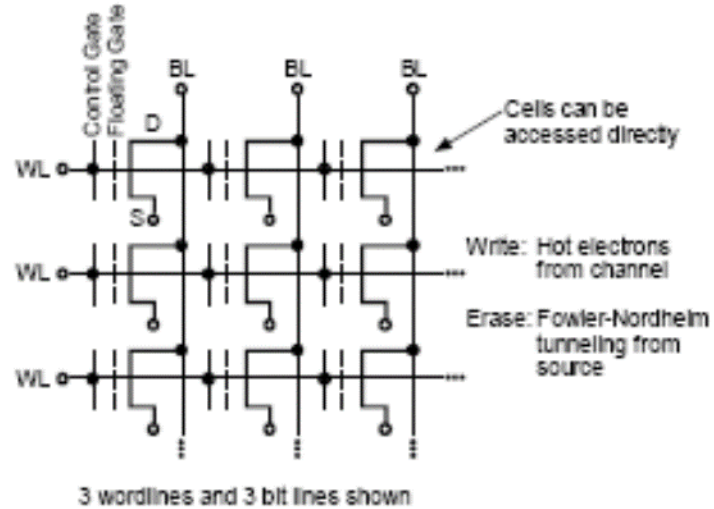 Control Gate
Floating Gate
BL
BL
BL
D
Cells can be
accessed directly
WL
S
Write: Hot electrons
from channel
WL
Erase: Fowler-Nordheim
tunneling from
source
WL
3 wordlines and 3 bit lines shown